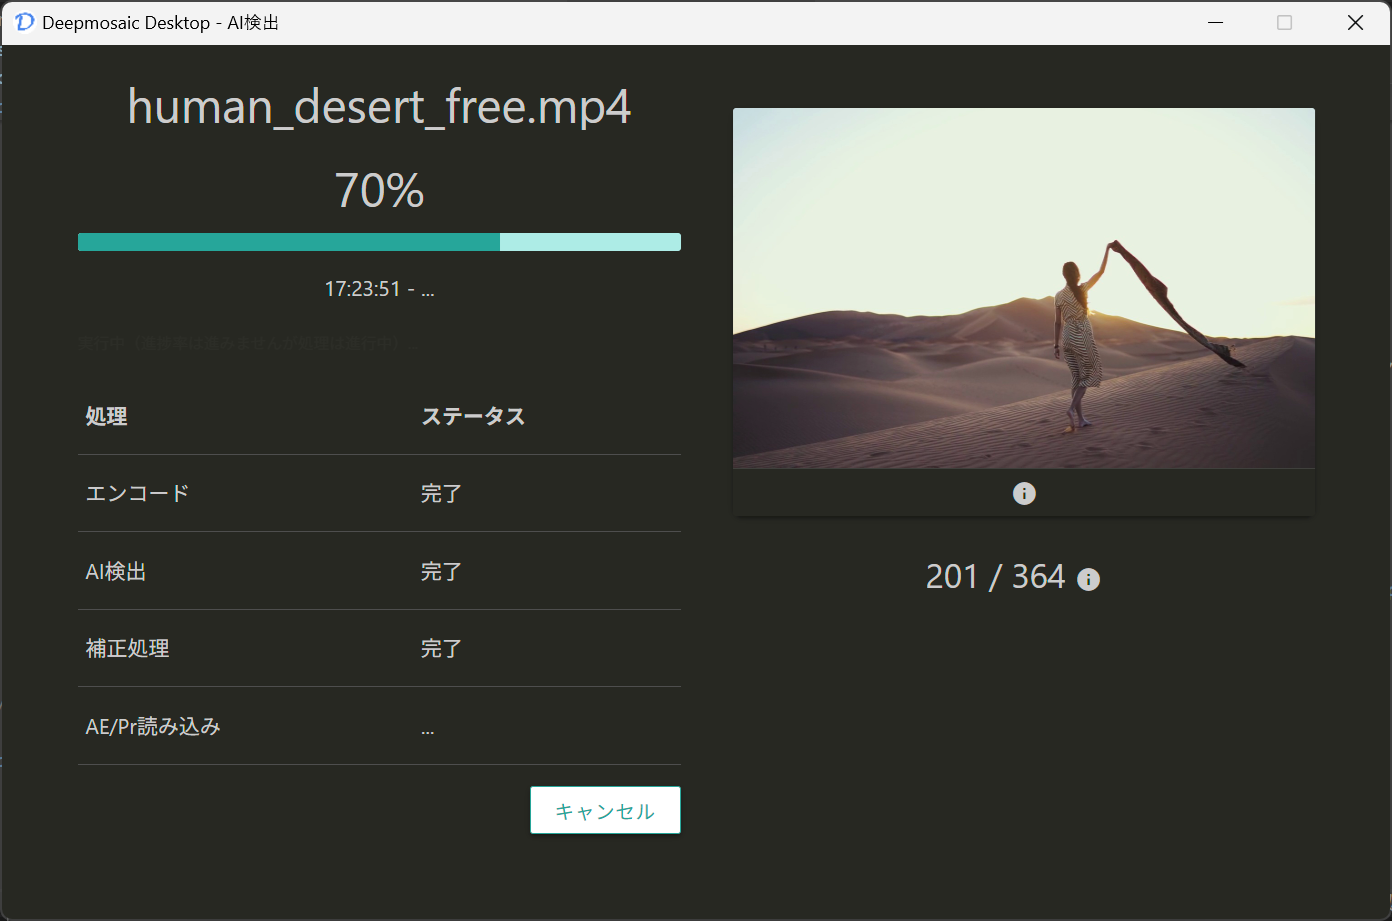 Deepmosaic Desktop - AI検出
human_desert_free.mp4
70%
17:23:51 - ...
実行中（進捗率は進みませんが処理は進行中）...
処理 ステータス
エンコード 完了
AI検出 完了
補正処理 完了
AE/Pr読み込み ...
キャンセル
201 / 364